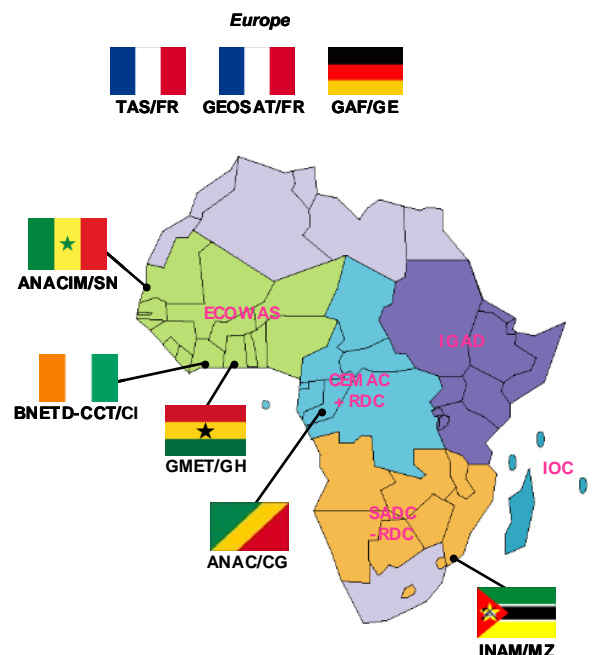 Europe
TAS/FR
GEOSAT/FR
GAF/GE
ANACIM/SN
ECOWAS
IGAD
BNETD-CCT/CI
CEMAC
+ RDC
GMET/GH
IOC
SADC
-RDC
ANAC/CG
INAM/MZ